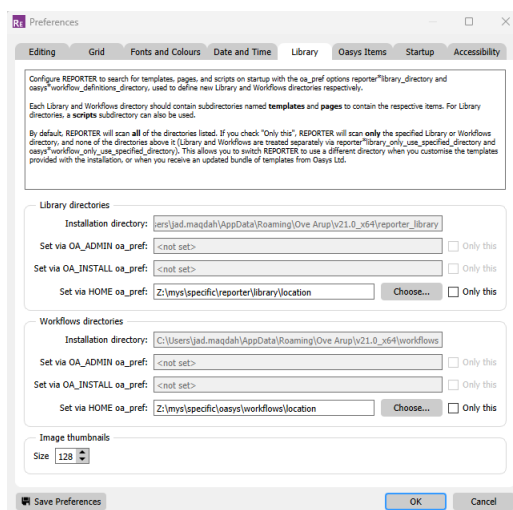 RE Preferences
Editing Grid Fonts and Colours Date and Time Library Oasys Items Startup Accessibility
Configure REPORTER to search for templates, pages, and scripts on startup with the oa_pref options reporter*library_directory and
oasys*workflow_definitions_directory, used to define new Library and Workflows directories respectively.
Each Library and Workflows directory should contain subdirectories named templates and pages to contain the respective items. For Library
directories, a scripts subdirectory can also be used.
By default, REPORTER will scan all of the directories listed. If you check "Only this", REPORTER will scan only the specified Library or Workflows
directory, and none of the directories above it (Library and Workflows are treated separately via reporter*library_only_use_specified_directory and
oasys*workflow_only_use_specified_directory). This allows you to switch REPORTER to use a different directory when you customise the templates
provided with the installation, or when you receive an updated bundle of templates from Oasys Ltd.
Library directories
Installation directory: sers\jad.maqdah\AppData\Roaming\Ove Arup\v21.0_x64\reporter_library
Set via OA_ADMIN oa_pref: <not set> Only this
Set via OA_INSTALL oa_pref: <not set> Only this
Set via HOME oa_pref: Z:\mys\specific\reporter\library\location Choose... Only this
Workflows directories
Installation directory: C:\Users\jad.maqdah\AppData\Roaming\Ove Arup\v21.0_x64\workflows
Set via OA_ADMIN oa_pref: <not set> Only this
Set via OA_INSTALL oa_pref: <not set> Only this
Set via HOME oa_pref: Z:\mys\specific\oasys\workflows\location Choose... Only this
Image thumbnails
Size 128
Save Preferences OK Cancel